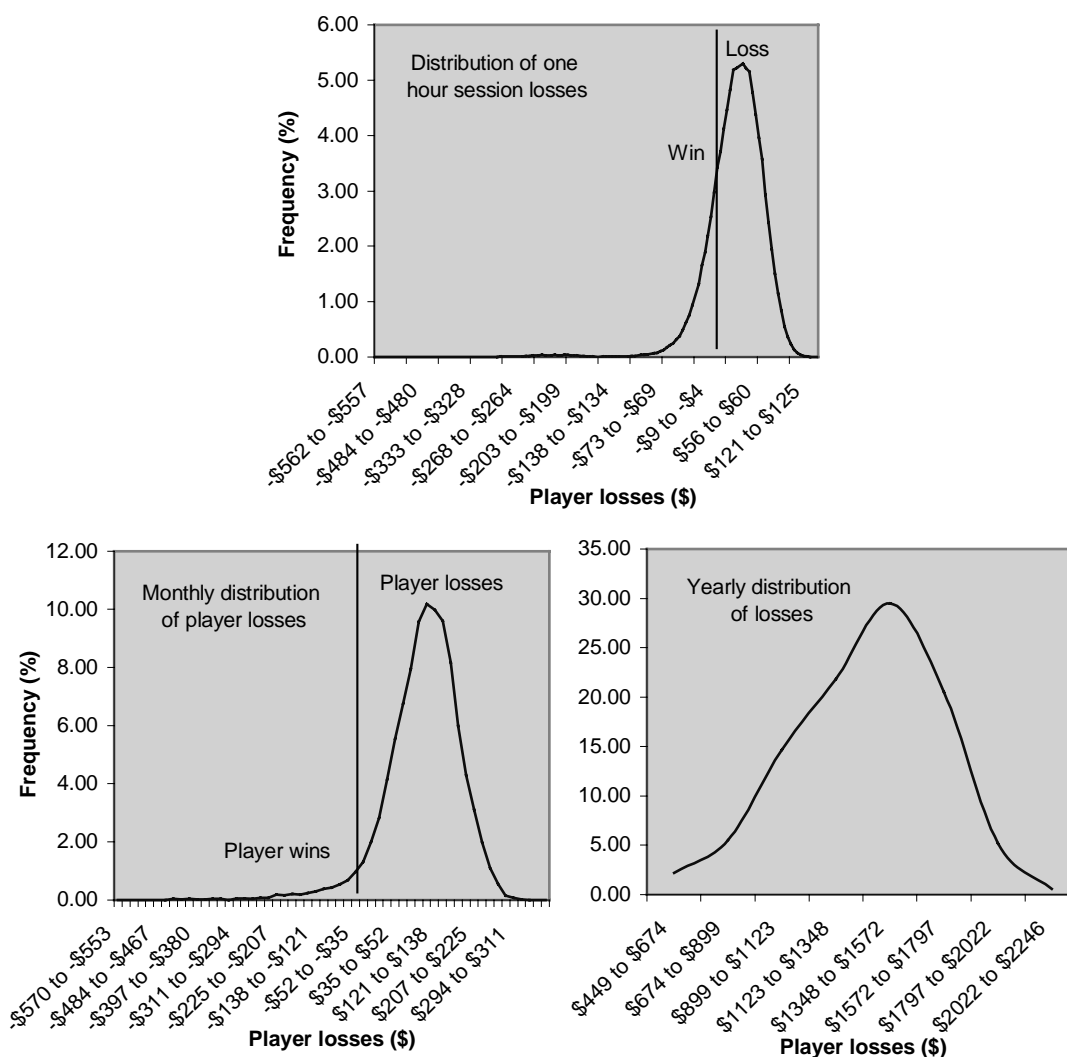 6.00
5.00
4.00
3.00
2.00
1.00
0.00
Frequency (%)
Distribution of one
hour session losses
Loss
Win
-$562 to -$557
-$484 to -$480
-$333 to -$328
-$268 to -$264
-$203 to -$199
-$138 to -$134
-$73 to -$69
-$9 to -$4
$56 to $60
$121 to $125
Player losses ($)
12.00
10.00
8.00
6.00
4.00
2.00
0.00
Frequency (%)
Monthly distribution
of player losses
Player losses
Player wins
-$570 to -$553
-$484 to -$467
-$397 to -$380
-$311 to -$294
-$225 to -$207
-$138 to -$121
-$52 to -$35
$35 to $52
$121 to $138
$207 to $225
$294 to $311
Player losses ($)
35.00
30.00
25.00
20.00
15.00
10.00
5.00
0.00
Yearly distribution
of losses
$449 to $674
$674 to $899
$899 to $1123
$1123 to $1348
$1348 to $1572
$1572 to $1797
$1797 to $2022
$2022 to $2246
Player losses ($)